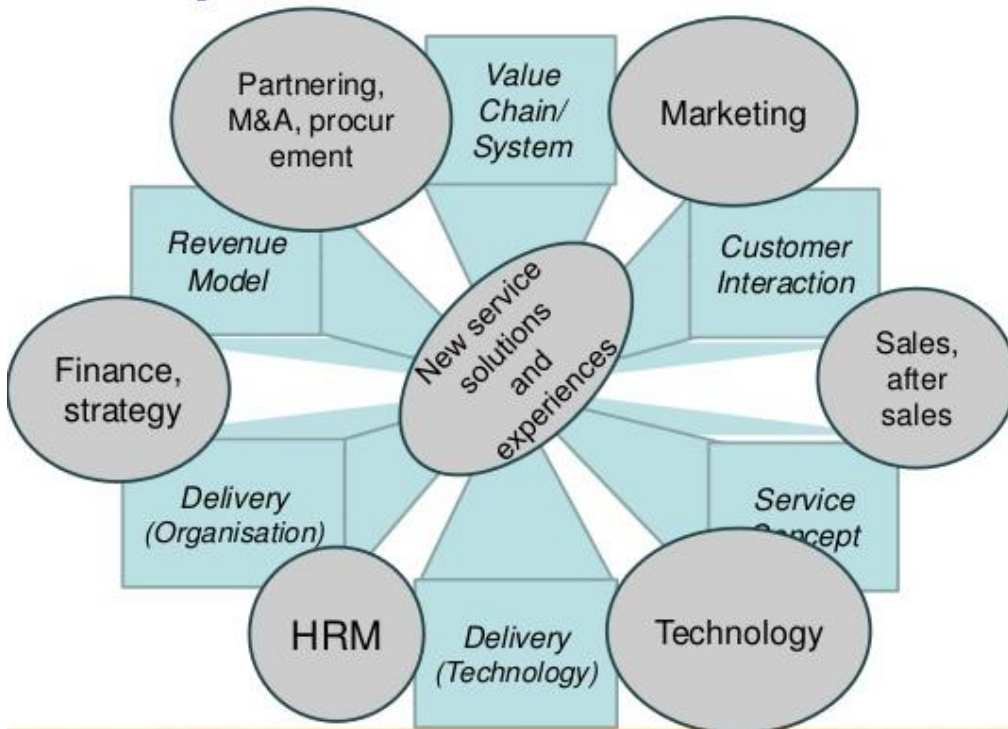 Partnering,
M&A, procur
ement
Value
Chain/
System
Marketing
Revenue
Model
Customer
Interaction
New service
solutions
and
experiences
Finance,
strategy
Sales,
after
sales
Delivery
(Organisation)
Service
Concept
HRM
Delivery
(Technology)
Technology